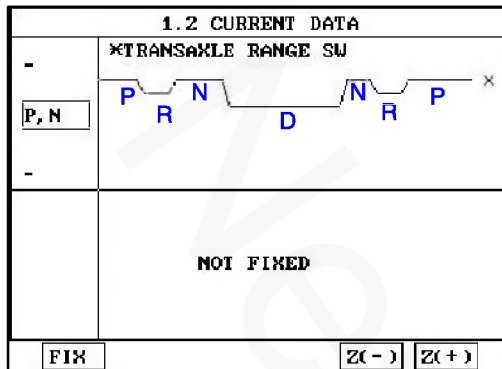 1.2 CURRENT DATA
×TRANSAXLE RANGE SW
P R N D N R P ×
P, N
NOT FIXED
FIX Z(-) Z(+)